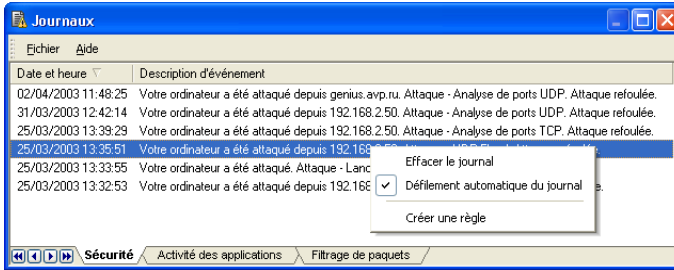 Journaux
Fichier Aide
Date et heure Description d'événement
02/04/2003 11:48:25 Votre ordinateur a été attaqué depuis genius.avp.ru. Attaque - Analyse de ports UDP. Attaque refoulée.
31/03/2003 12:42:14 Votre ordinateur a été attaqué depuis 192.168.2.50. Attaque - Analyse de ports UDP. Attaque refoulée.
25/03/2003 13:39:29 Votre ordinateur a été attaqué depuis 192.168.2.50. Attaque - Analyse de ports TCP. Attaque refoulée.
25/03/2003 13:35:51 Votre ordinateur a été attaqué depuis
25/03/2003 13:33:55 Votre ordinateur a été attaqué. Attaque - Lanc
25/03/2003 13:32:53 Votre ordinateur a été attaqué depuis 192.168
Effacer le journal
Défilement automatique du journal
Créer une règle
Sécurité Activité des applications Filtrage de paquets